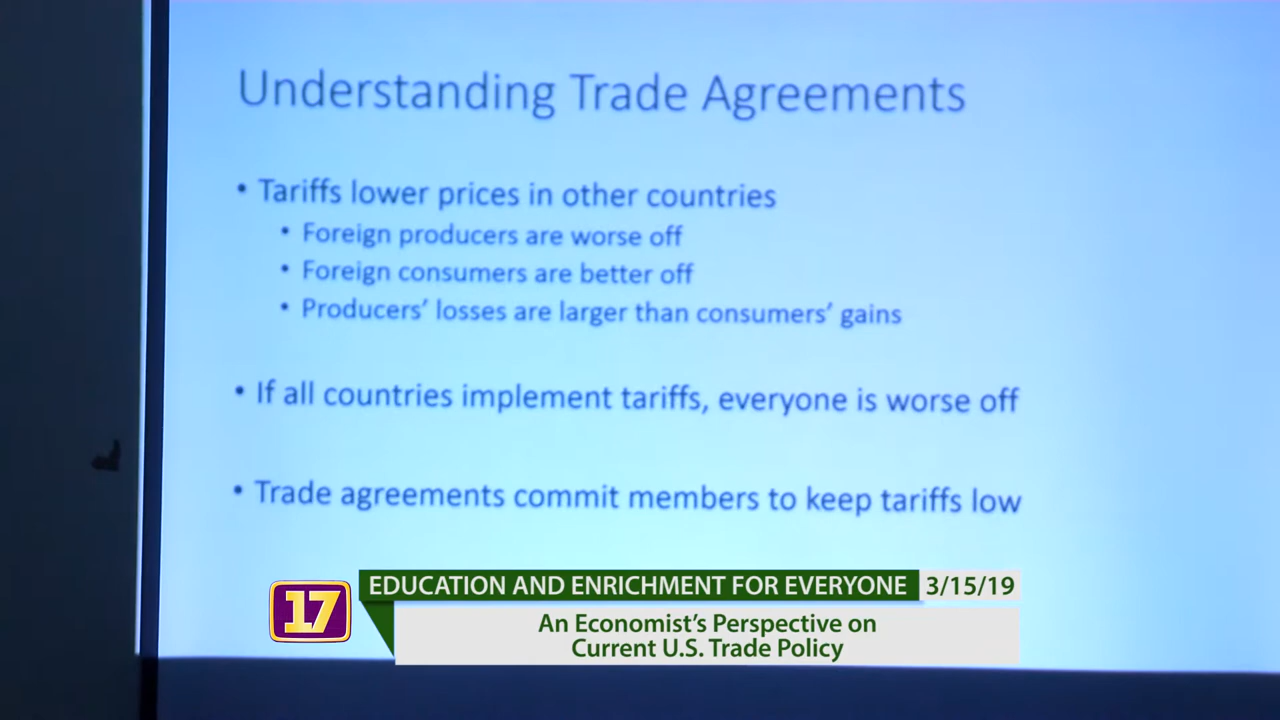 Understanding Trade Agreements
• Tariffs lower prices in other countries
• Foreign producers are worse off
• Foreign consumers are better off
• Producers’ losses are larger than consumers’ gains
• If all countries implement tariffs, everyone is worse off
• Trade agreements commit members to keep tariffs low
17
EDUCATION AND ENRICHMENT FOR EVERYONE 3/15/19
An Economist’s Perspective on
Current U.S. Trade Policy